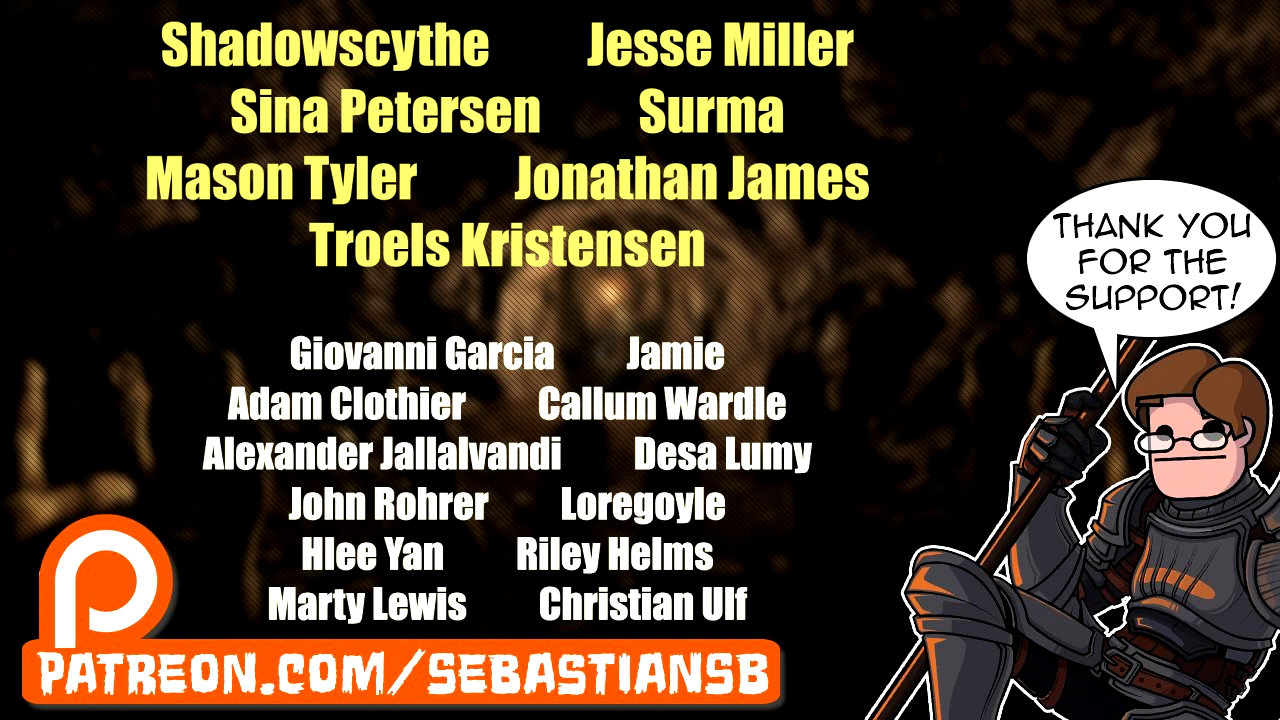 Shadowscythe Jesse Miller
Sina Petersen Surma
Mason Tyler Jonathan James
Troels Kristensen
THANK YOU
FOR THE
SUPPORT!
Giovanni Garcia Jamie
Adam Clothier Callum Wardle
Alexander Jallalvandi Desa Lumy
John Rohrer Loregoyle
Hlee Yan Riley Helms
Marty Lewis Christian Ulf
PATREON.COM/SEBASTIANSB